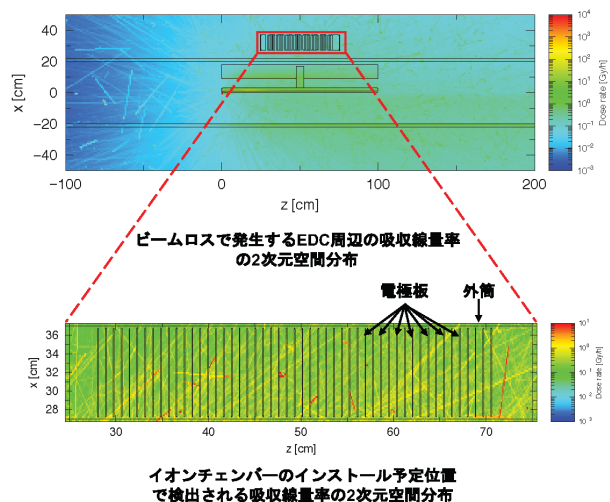 40
20
0
−20
−40
x [cm]
−100
0
100
200
z [cm]
10⁴
10³
10²
10¹
10⁰
10⁻¹
10⁻²
10⁻³
Dose rate [Gy/h]
ビームロスで発生するEDC周辺の吸収線量率
の2次元空間分布
電極板
外筒
36
34
32
30
28
x [cm]
30
40
50
60
70
z [cm]
10¹
10⁰
10⁻¹
10⁻²
10⁻³
Dose rate [Gy/h]
イオンチェンバーのインストール予定位置
で検出される吸収線量率の2次元空間分布